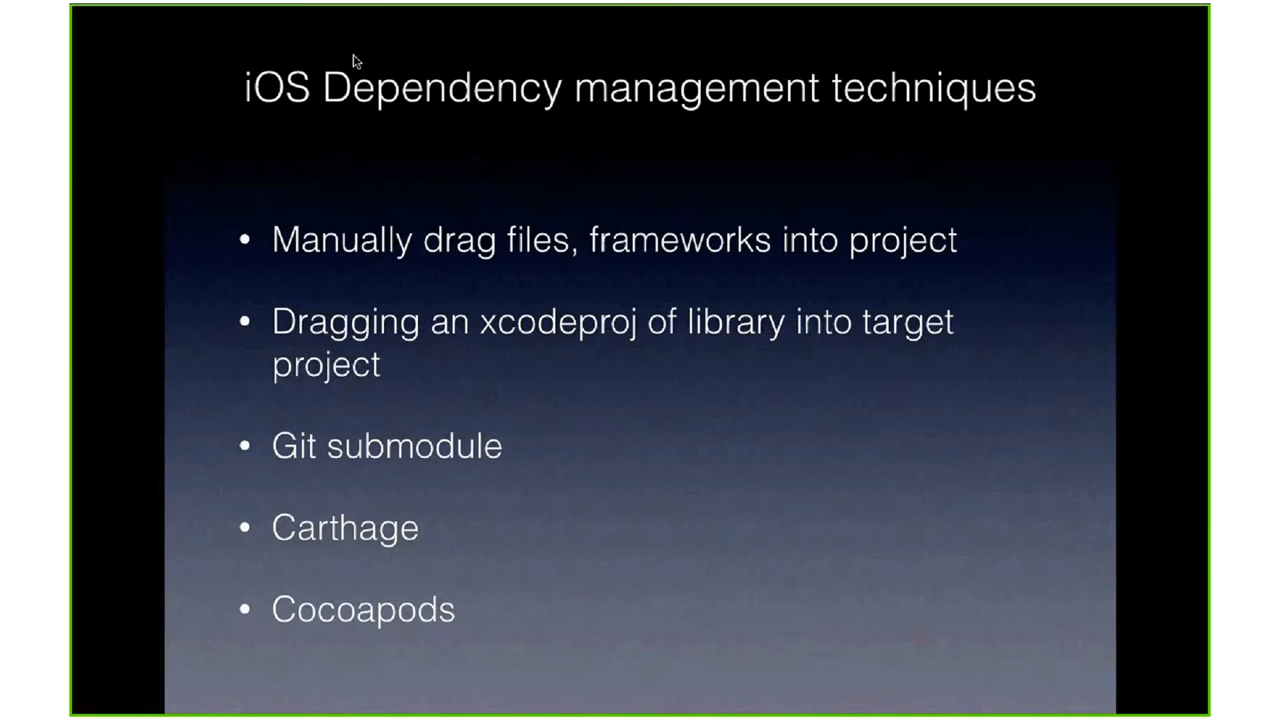 iOS Dependency management techniques
• Manually drag files, frameworks into project
• Dragging an xcodeproj of library into target
project
• Git submodule
• Carthage
• Cocoapods